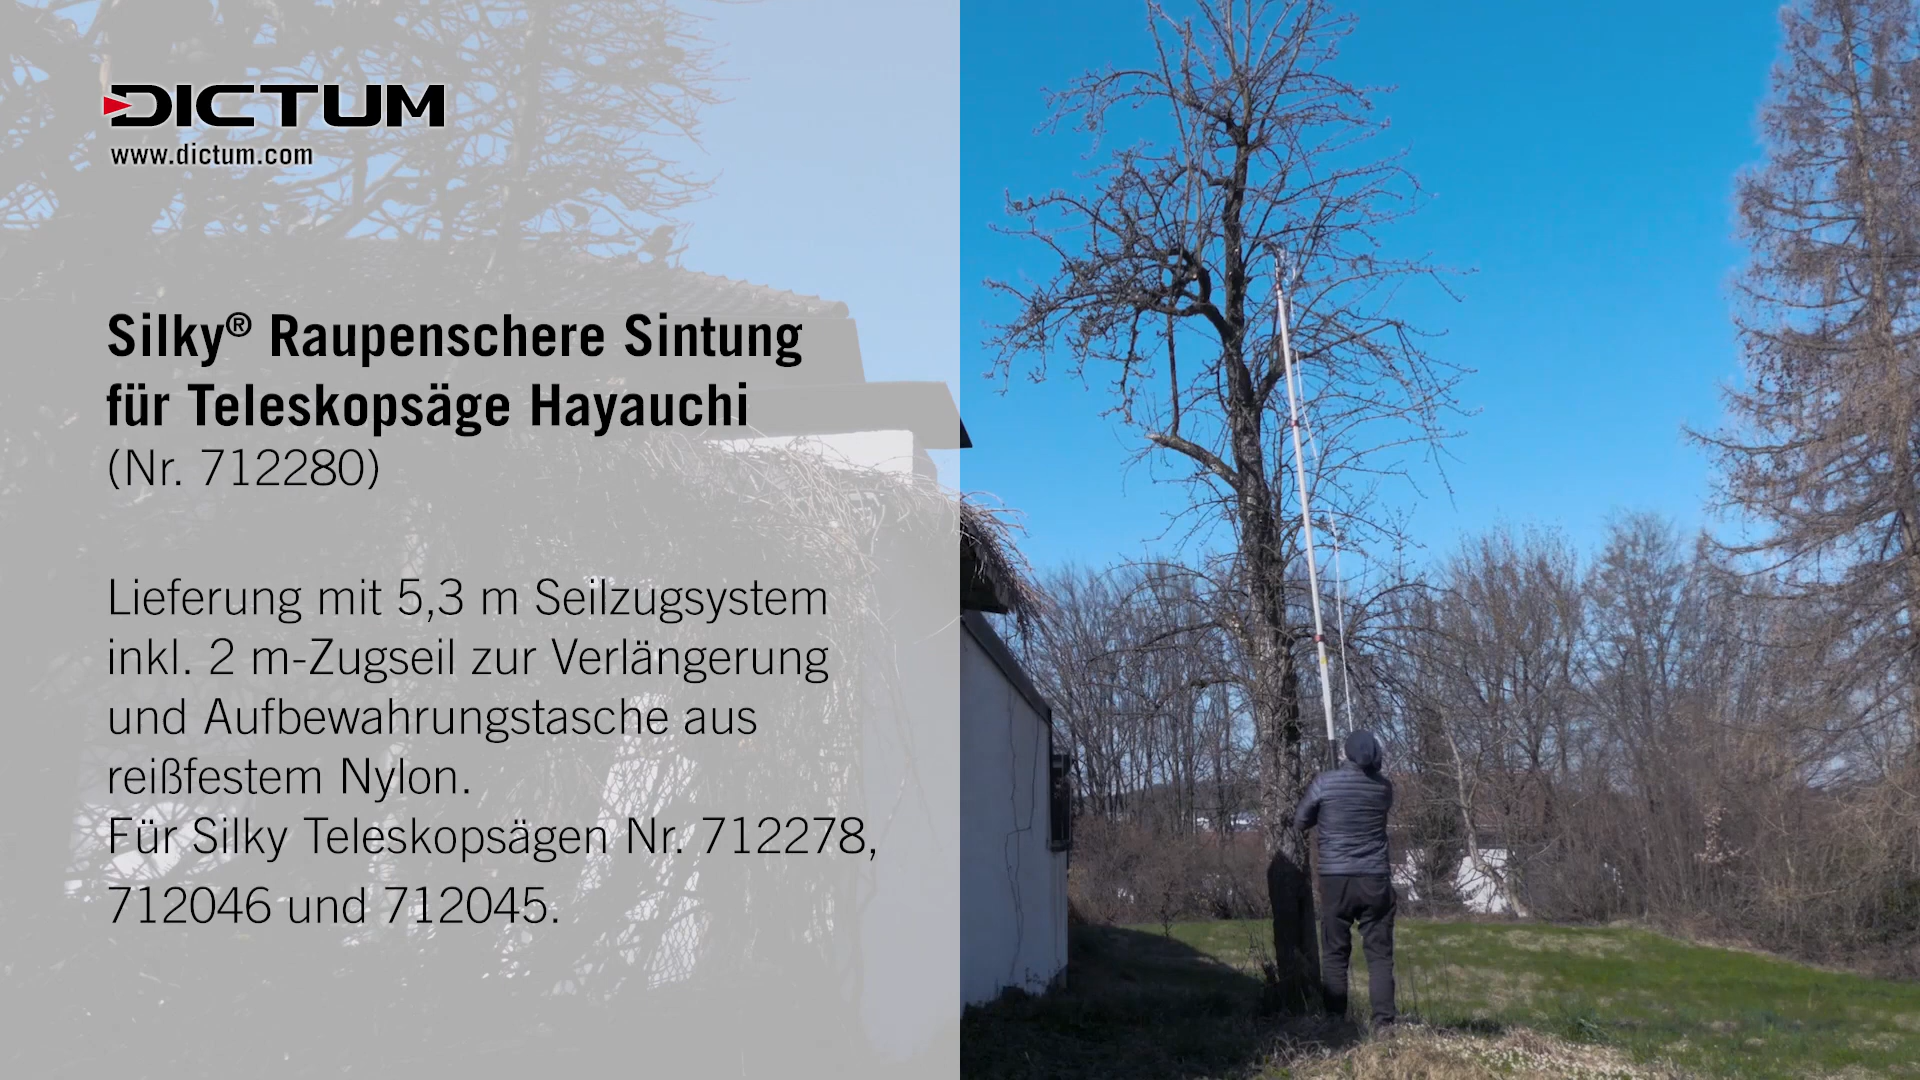 DICTUM
www.dictum.com
Silky® Raupenschere Sintung
für Teleskopsäge Hayauchi
(Nr. 712280)
Lieferung mit 5,3 m Seilzugsystem
inkl. 2 m-Zugseil zur Verlängerung
und Aufbewahrungstasche aus
reißfestem Nylon.
Für Silky Teleskopsägen Nr. 712278,
712046 und 712045.